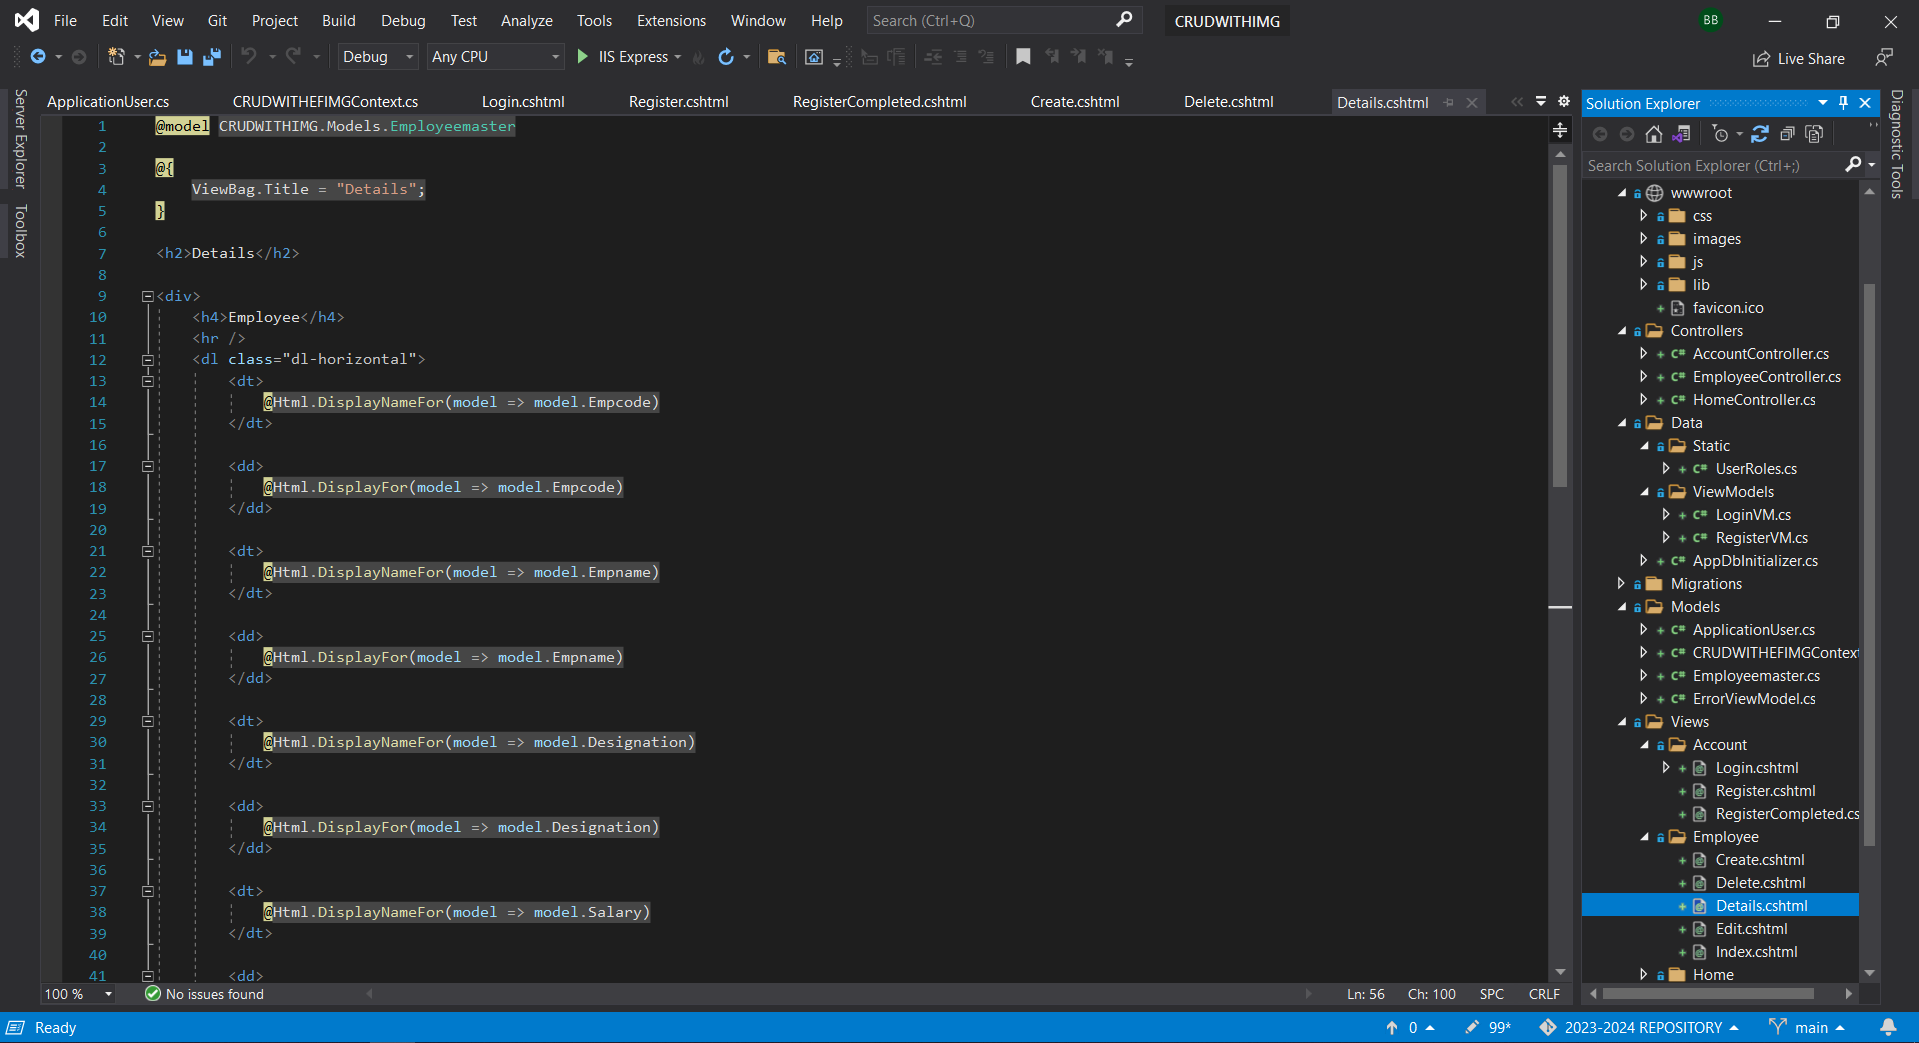 File Edit View Git Project Build Debug Test Analyze Tools Extensions Window Help Search (Ctrl+Q) CRUDWITHIMG BB
Debug Any CPU IIS Express Live Share
Server Explorer
Toolbox
ApplicationUser.cs CRUDWITHEFIMGContext.cs Login.cshtml Register.cshtml RegisterCompleted.cshtml Create.cshtml Delete.cshtml Details.cshtml
1 @model CRUDWITHIMG.Models.Employeemaster
2
3 @{
4 ViewBag.Title = "Details";
5 }
6
7 <h2>Details</h2>
8
9 <div>
10 <h4>Employee</h4>
11 <hr />
12 <dl class="dl-horizontal">
13 <dt>
14 @Html.DisplayNameFor(model => model.Empcode)
15 </dt>
16
17 <dd>
18 @Html.DisplayFor(model => model.Empcode)
19 </dd>
20
21 <dt>
22 @Html.DisplayNameFor(model => model.Empname)
23 </dt>
24
25 <dd>
26 @Html.DisplayFor(model => model.Empname)
27 </dd>
28
29 <dt>
30 @Html.DisplayNameFor(model => model.Designation)
31 </dt>
32
33 <dd>
34 @Html.DisplayFor(model => model.Designation)
35 </dd>
36
37 <dt>
38 @Html.DisplayNameFor(model => model.Salary)
39 </dt>
40
41 <dd>
100 % No issues found Ln: 56 Ch: 100 SPC CRLF
Solution Explorer
Search Solution Explorer (Ctrl+;)
wwwroot
css
images
js
lib
favicon.ico
Controllers
C# AccountController.cs
C# EmployeeController.cs
C# HomeController.cs
Data
Static
C# UserRoles.cs
ViewModels
C# LoginVM.cs
C# RegisterVM.cs
C# AppDbInitializer.cs
Migrations
Models
C# ApplicationUser.cs
C# CRUDWITHEFIMGContext
C# Employeemaster.cs
C# ErrorViewModel.cs
Views
Account
Login.cshtml
Register.cshtml
RegisterCompleted.cs
Employee
Create.cshtml
Delete.cshtml
Details.cshtml
Edit.cshtml
Index.cshtml
Home
Diagnostic Tools
Ready 0 99* 2023-2024 REPOSITORY main